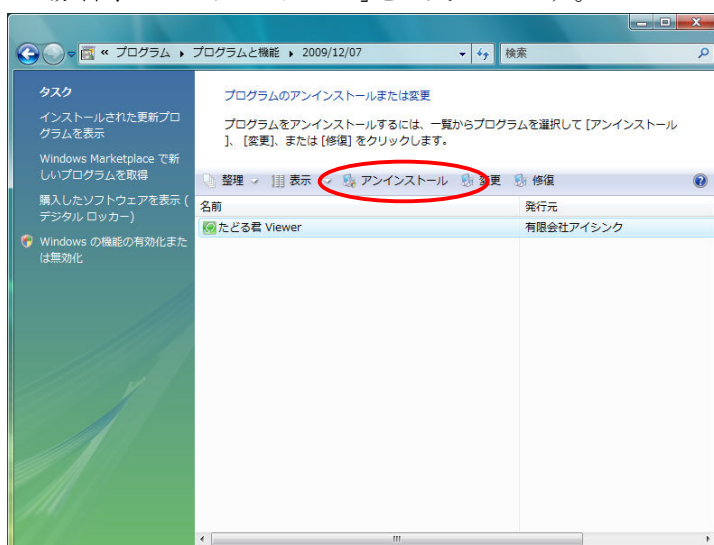 « プログラム ▸ プログラムと機能 ▸ 2009/12/07
検索
タスク
インストールされた更新プロ
グラムを表示
Windows Marketplace で新
しいプログラムを取得
購入したソフトウェアを表示 (
デジタル ロッカー)
Windows の機能の有効化また
は無効化
プログラムのアンインストールまたは変更
プログラムをアンインストールするには、一覧からプログラムを選択して [アンインストール
]、[変更]、または [修復] をクリックします。
整理 表示 アンインストール 変更 修復
名前 発行元
たどる君 Viewer 有限会社アイシンク